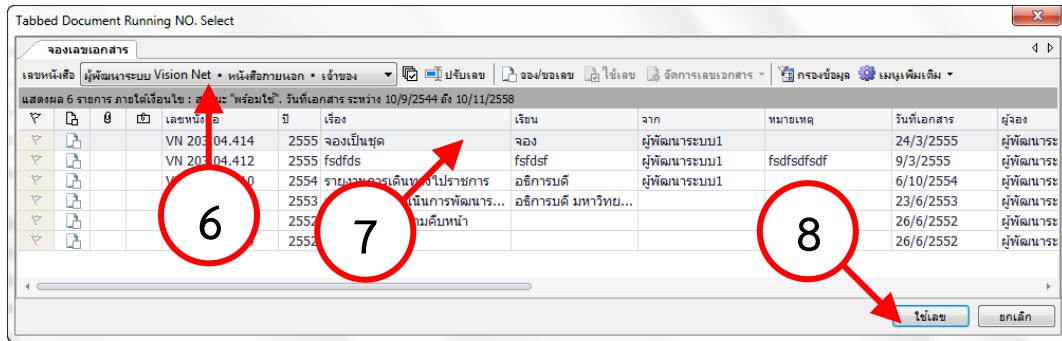 Tabbed Document Running NO. Select
จองเลขเอกสาร
เลขหนังสือ ผู้พัฒนาระบบ Vision Net • หนังสือภายนอก • เจ้าของ ปรับเลข จอง/ขอเลข ใช้เลข จัดการเลขเอกสาร กรองข้อมูล เมนูเพิ่มเติม
แสดงผล 6 รายการ ภายใต้เงื่อนไข : "พร้อมใช้". วันที่เอกสาร ระหว่าง 10/9/2544 ถึง 10/11/2558
ปี เรื่อง เรียน จาก หมายเหตุ วันที่เอกสาร ผู้จอง
VN 203.04.414 2555 จองเป็นชุด จอง ผู้พัฒนาระบบ1 24/3/2555 ผู้พัฒนาระ
VN 203.04.412 2555 fsdfds fsfdsf ผู้พัฒนาระบบ1 fsdfsdfsdf 9/3/2555 ผู้พัฒนาระ
2554 อธิการบดี ผู้พัฒนาระบบ1 6/10/2554 ผู้พัฒนาระ
2553 อธิการบดี มหาวิทย... 23/6/2553 ผู้พัฒนาระ
2552 26/6/2552 ผู้พัฒนาระ
2552 26/6/2552 ผู้พัฒนาระ
6
7
8
ใช้เลข ยกเลิก